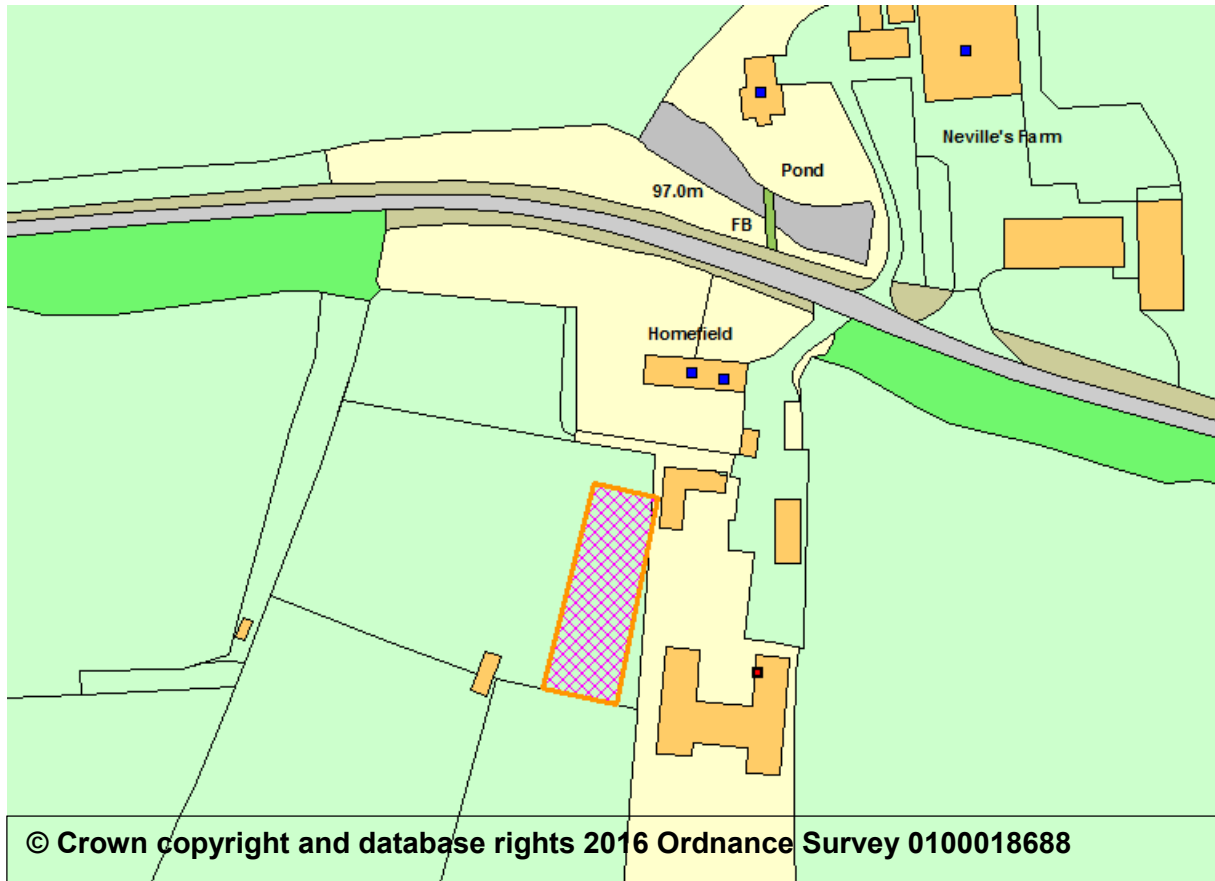 Neville's Farm
Pond
97.0m
FB
Homefield
© Crown copyright and database rights 2016 Ordnance Survey 0100018688